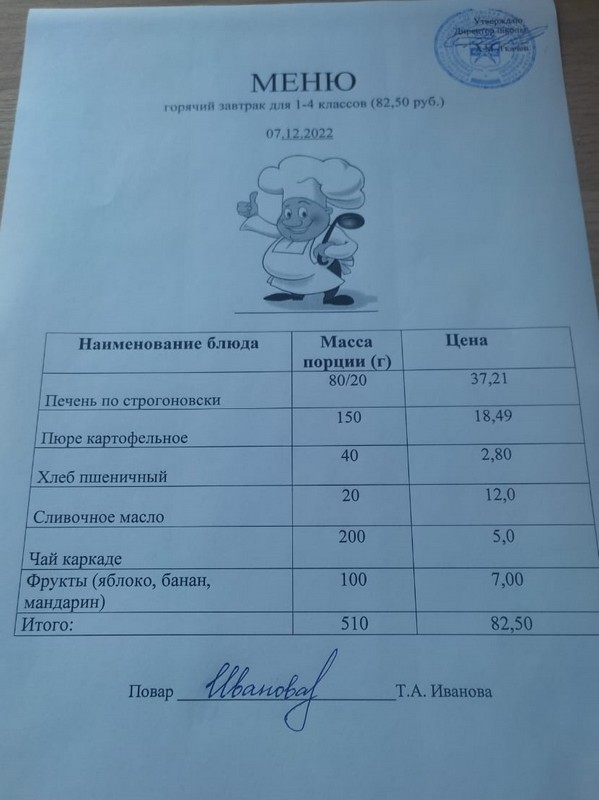 Утверждаю
Директор школы
МЕНЮ
горячий завтрак для 1-4 классов (82,50 руб.)
07.12.2022
Наименование блюда Масса порции (г) Цена
Печень по строгоновски 80/20 37,21
Пюре картофельное 150 18,49
Хлеб пшеничный 40 2,80
Сливочное масло 20 12,0
Чай каркаде 200 5,0
Фрукты (яблоко, банан, мандарин) 100 7,00
Итого: 510 82,50
Повар Иванова Т.А. Иванова